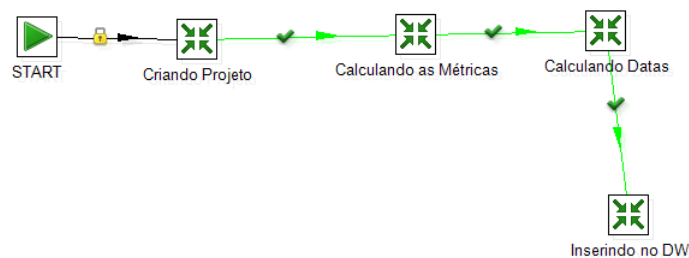 START
Criando Projeto
Calculando as Métricas
Calculando Datas
Inserindo no DW